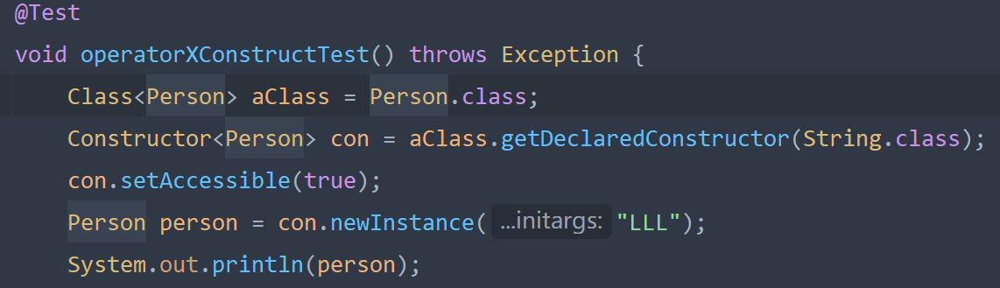 @Test
void operatorXConstructTest() throws Exception {
Class<Person> aClass = Person.class;
Constructor<Person> con = aClass.getDeclaredConstructor(String.class);
con.setAccessible(true);
Person person = con.newInstance( ...initargs: "LLL");
System.out.println(person);